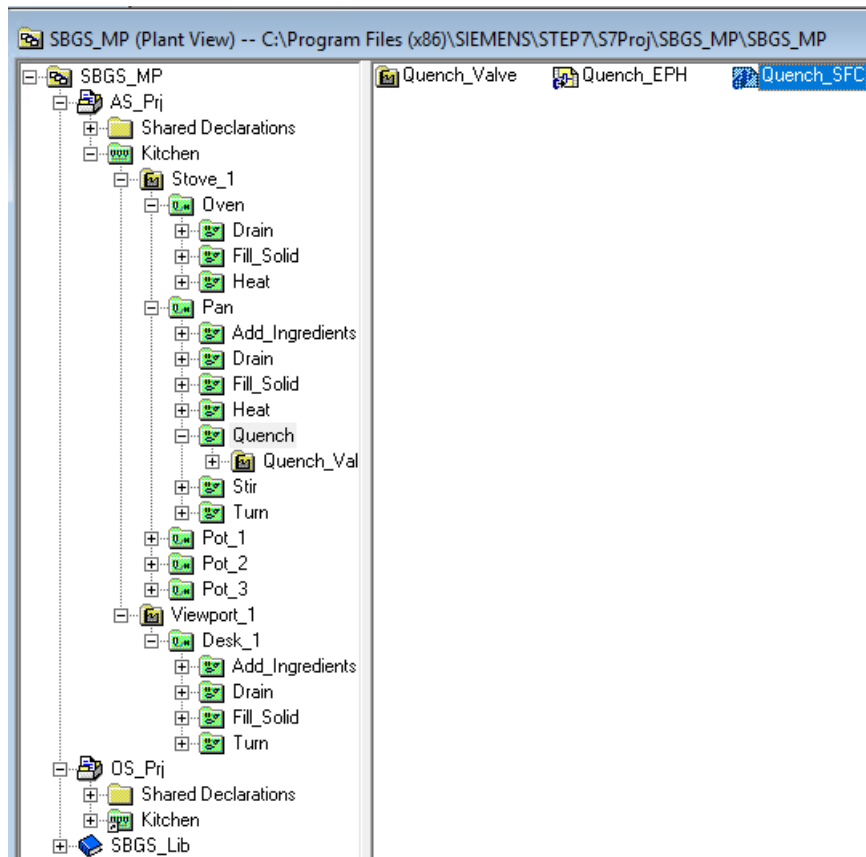 SBGS_MP (Plant View) -- C:\Program Files (x86)\SIEMENS\STEP7\S7Proj\SBGS_MP\SBGS_MP
SBGS_MP
AS_Prj
Shared Declarations
Kitchen
Stove_1
Oven
Drain
Fill_Solid
Heat
Pan
Add_Ingredients
Drain
Fill_Solid
Heat
Quench
Quench_Val
Stir
Turn
Pot_1
Pot_2
Pot_3
Viewport_1
Desk_1
Add_Ingredients
Drain
Fill_Solid
Turn
OS_Prj
Shared Declarations
Kitchen
SBGS_Lib
Quench_Valve Quench_EPH Quench_SFC